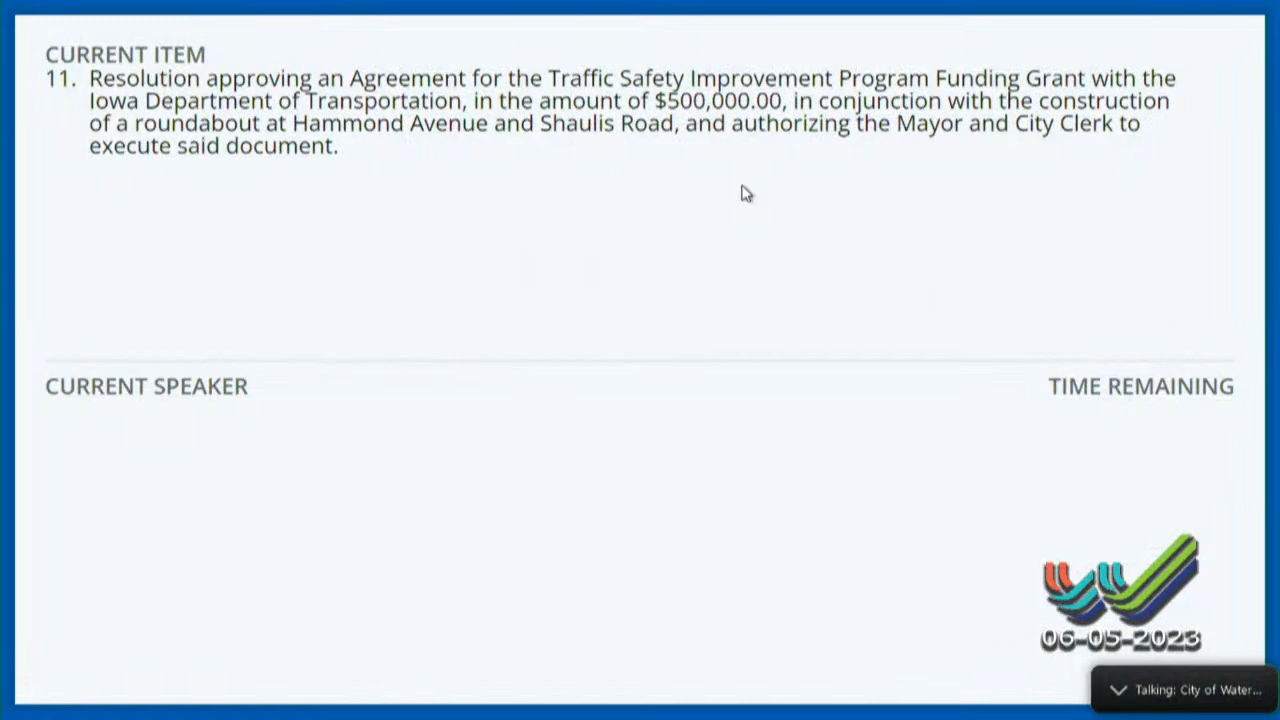 CURRENT ITEM
11. Resolution approving an Agreement for the Traffic Safety Improvement Program Funding Grant with the
Iowa Department of Transportation, in the amount of $500,000.00, in conjunction with the construction
of a roundabout at Hammond Avenue and Shaulis Road, and authorizing the Mayor and City Clerk to
execute said document.
CURRENT SPEAKER
TIME REMAINING
06-05-2023
Talking: City of Water...